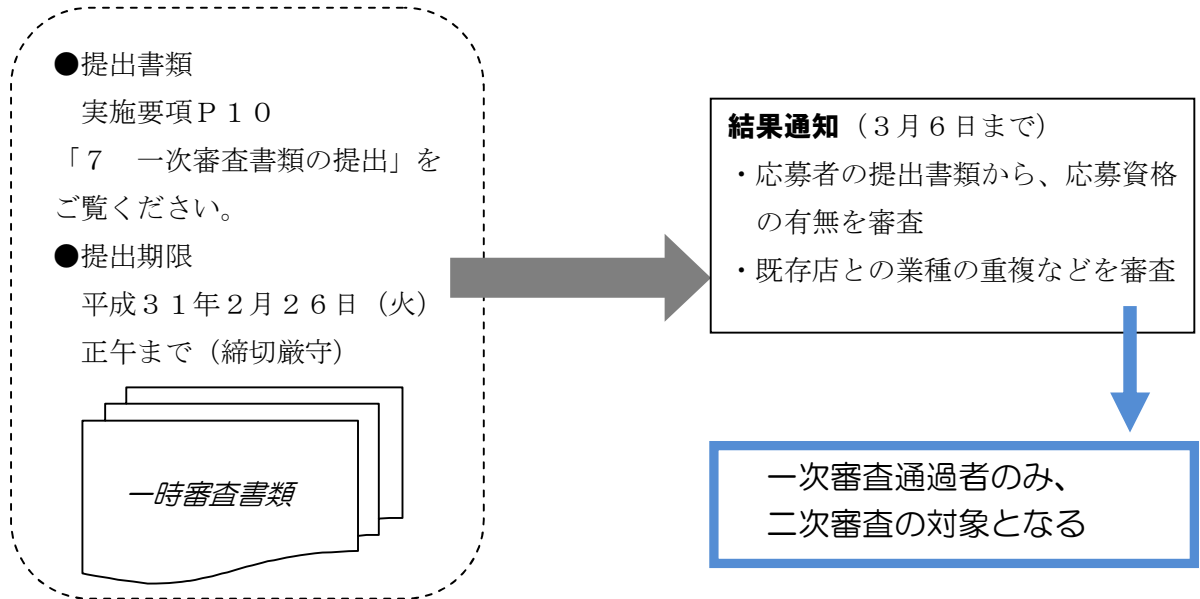 ●提出書類
実施要項Ｐ１０
「７　一次審査書類の提出」を
ご覧ください。
●提出期限
平成３１年２月２６日（火）
正午まで（締切厳守）
一時審査書類
結果通知（３月６日まで）
・応募者の提出書類から、応募資格
の有無を審査
・既存店との業種の重複などを審査
一次審査通過者のみ、
二次審査の対象となる